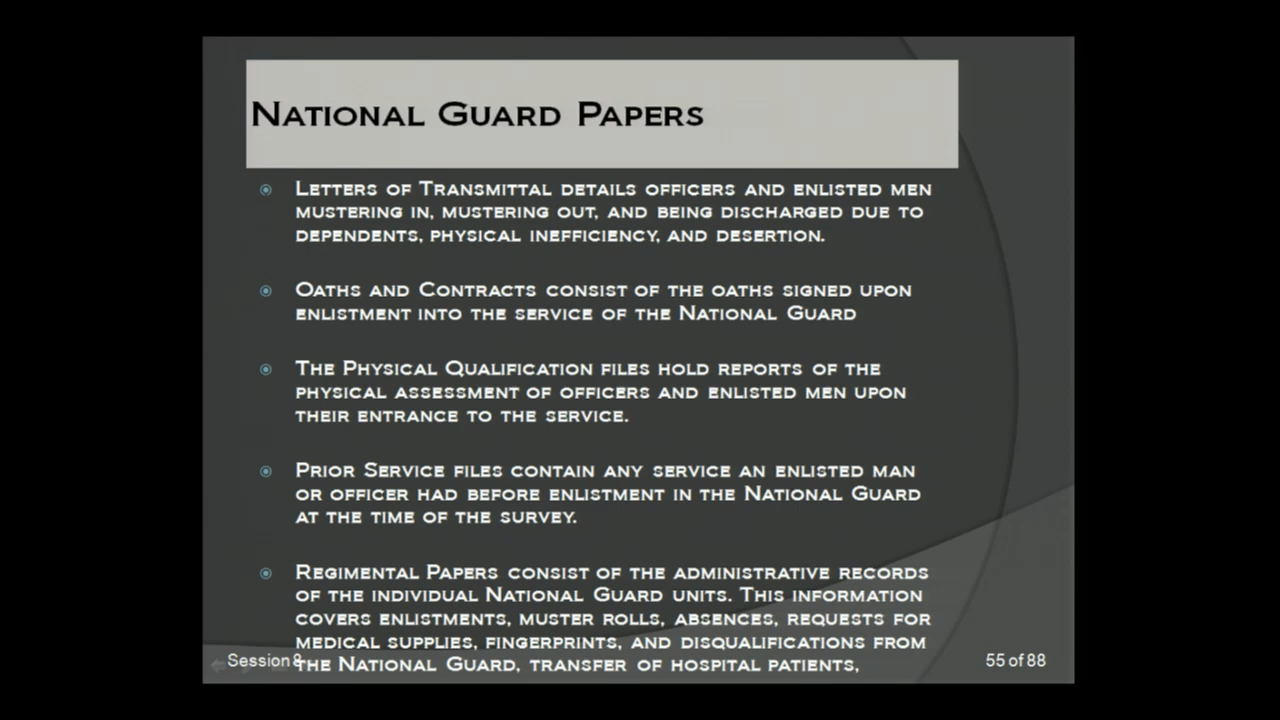 National Guard Papers
Letters of Transmittal details officers and enlisted men
mustering in, mustering out, and being discharged due to
dependents, physical inefficiency, and desertion.
Oaths and Contracts consist of the oaths signed upon
enlistment into the service of the National Guard
The Physical Qualification files hold reports of the
physical assessment of officers and enlisted men upon
their entrance to the service.
Prior Service files contain any service an enlisted man
or officer had before enlistment in the National Guard
at the time of the survey.
Regimental Papers consist of the administrative records
of the individual National Guard units. This information
covers enlistments, muster rolls, absences, requests for
medical supplies, fingerprints, and disqualifications from
the National Guard, transfer of hospital patients,
Session 8
55 of 88